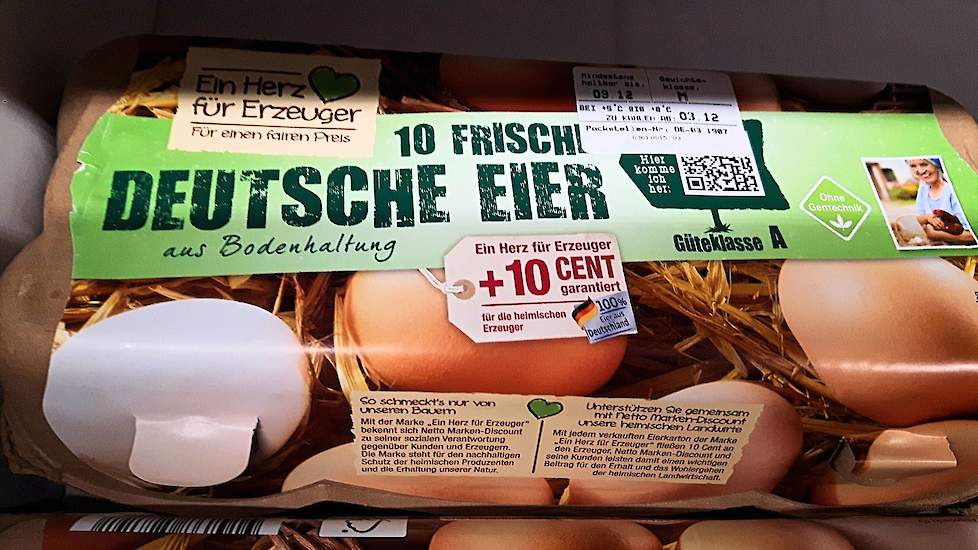 Ein Herz
für Erzeuger
Für einen fairen Preis
Mindestens
haltbar bis:
09.12
Gewichts-
klasse:
M
BEI +5°C BIS +8°C
ZU KÜHLEN AB: 03.12
Packstellen-Nr: DE-03 1987
10 FRISCHE
DEUTSCHE EIER
aus Bodenhaltung
Hier
komme
ich
her:
Güteklasse A
Ohne
GenTechnik
Ein Herz für Erzeuger
+10 CENT
garantiert
für die heimischen
Erzeuger
100%
Eier aus
Deutschland
So schmeckt's nur von
unseren Bauern
Mit der Marke „Ein Herz für Erzeuger"
bekennt sich Netto Marken-Discount
zu seiner sozialen Verantwortung
gegenüber Kunden und Erzeugern.
Die Marke steht für den nachhaltigen
Schutz der heimischen Produzenten
und die Erhaltung unserer Natur.
Unterstützen Sie gemeinsam
mit Netto Marken-Discount
unsere heimischen Landwirte
Mit jedem verkauften Eierkarton der Marke
„Ein Herz für Erzeuger" fließen 10 Cent an
den Erzeuger. Netto Marken-Discount und
seine Kunden leisten damit einen wichtigen
Beitrag für den Erhalt und das Wohlergehen
der heimischen Landwirtschaft.